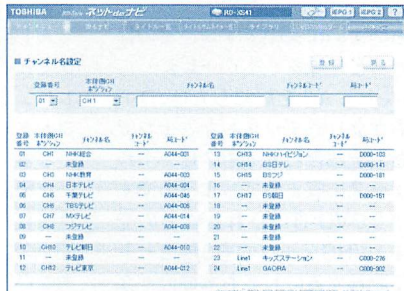 TOSHIBA ネットdeナビ RD-XS41 iEPG1 iEPG2 ?
■ チャンネル名設定 登録 戻る
登録番号 本体側CHポジション チャンネル名 チャンネルコード 局コード
01 CH1
登録番号 本体側CHポジション チャンネル名 チャンネルコード 局コード
01 CH1 NHK総合 -- A044-001
02 -- 未登録 -- --
03 CH3 NHK教育 -- A044-003
04 CH4 日本テレビ -- A044-004
05 CH5 千葉テレビ -- A044-046
06 CH6 TBSテレビ -- A044-006
07 CH7 MXテレビ -- A044-014
08 CH8 フジテレビ -- A044-008
09 -- 未登録 -- --
10 CH10 テレビ朝日 -- A044-010
11 -- 未登録 -- --
12 CH12 テレビ東京 -- A044-012
登録番号 本体側CHポジション チャンネル名 チャンネルコード 局コード
13 CH13 NHKハイビジョン -- D000-103
14 CH14 BS日テレ -- D000-141
15 CH15 BSフジ -- D000-181
16 -- 未登録 -- --
17 CH17 BS朝日 -- D000-151
18 -- 未登録 -- --
19 -- 未登録 -- --
20 -- 未登録 -- --
21 -- 未登録 -- --
22 -- 未登録 -- --
23 Line1 キッズステーション -- C000-276
24 Line1 GAORA -- C000-302